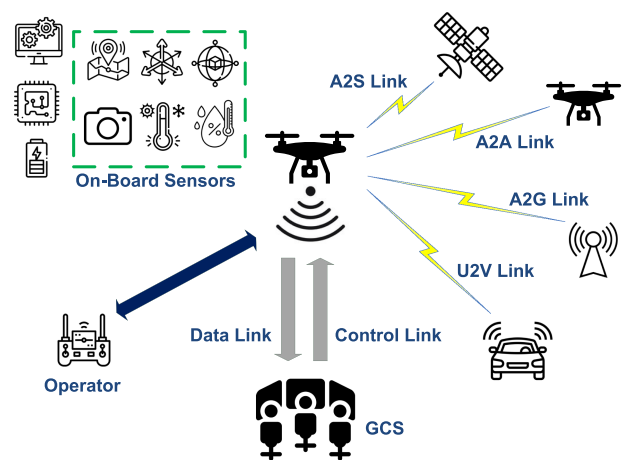 A2S Link
A2A Link
On-Board Sensors
A2G Link
U2V Link
Data Link
Control Link
Operator
GCS